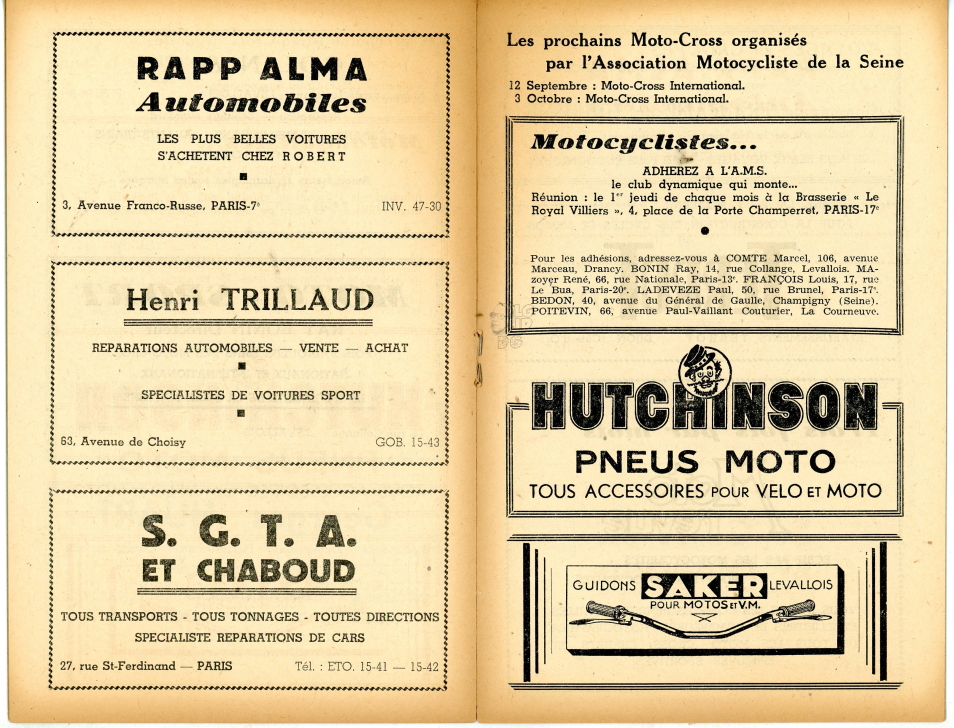 RAPP ALMA
Automobiles
LES PLUS BELLES VOITURES
S'ACHETENT CHEZ ROBERT
3, Avenue Franco-Russe, PARIS-7e INV. 47-30
Henri TRILLAUD
REPARATIONS AUTOMOBILES — VENTE — ACHAT
SPECIALISTES DE VOITURES SPORT
63, Avenue de Choisy GOB. 15-43
S. G. T. A.
ET CHABOUD
TOUS TRANSPORTS - TOUS TONNAGES - TOUTES DIRECTIONS
SPECIALISTE REPARATIONS DE CARS
27, rue St-Ferdinand — PARIS Tél. : ETO. 15-41 — 15-42
Les prochains Moto-Cross organisés
par l'Association Motocycliste de la Seine
12 Septembre : Moto-Cross International.
3 Octobre : Moto-Cross International.
Motocyclistes...
ADHEREZ A L'A.M.S.
le club dynamique qui monte...
Réunion : le 1er jeudi de chaque mois à la Brasserie « Le
Royal Villiers », 4, place de la Porte Champerret, PARIS-17e
Pour les adhésions, adressez-vous à COMTE Marcel, 106, avenue
Marceau, Drancy. BONIN Ray, 14, rue Collange, Levallois. MA-
zoyer René, 66, rue Nationale, Paris-13e. FRANÇOIS Louis, 17, rue
Le Bua, Paris-20e. LADEVEZE Paul, 50, rue Brunel, Paris-17e.
BEDON, 40, avenue du Général de Gaulle, Champigny (Seine).
POITEVIN, 66, avenue Paul-Vaillant Couturier, La Courneuve.
HUTCHINSON
PNEUS MOTO
TOUS ACCESSOIRES POUR VELO ET MOTO
GUIDONS SAKER LEVALLOIS
POUR MOTOS ET V.M.